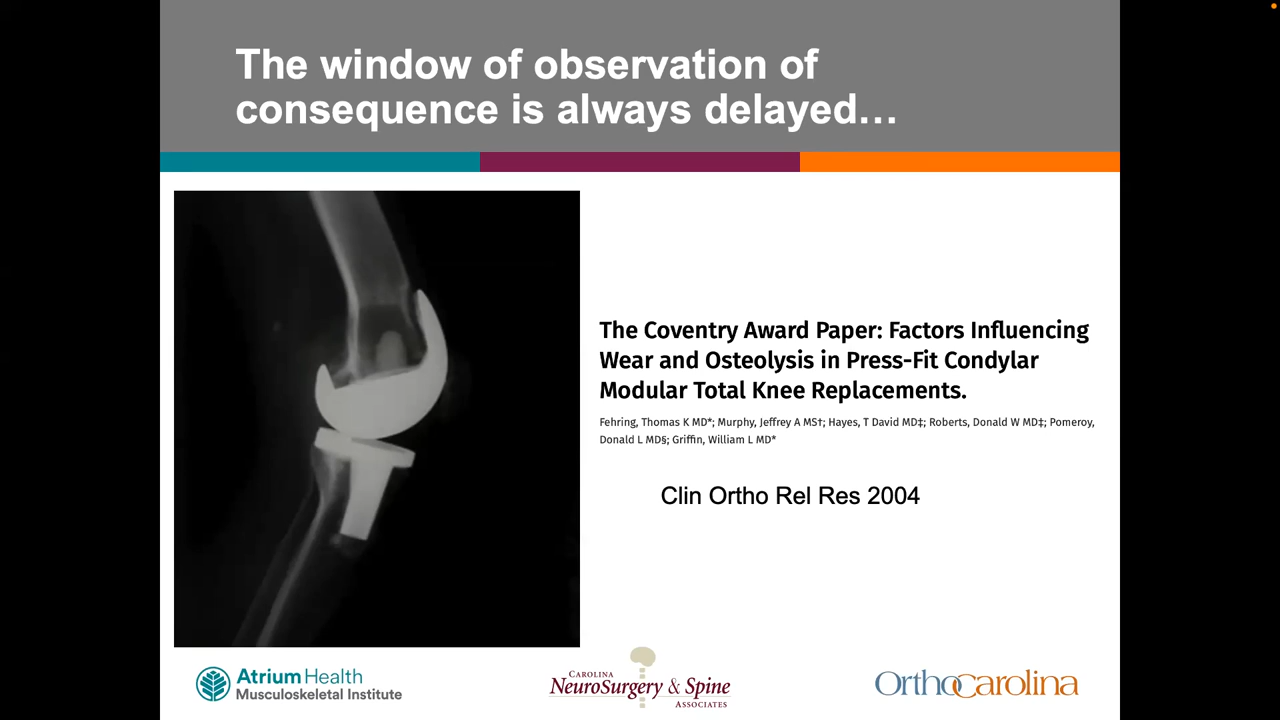 The window of observation of
consequence is always delayed…
The Coventry Award Paper: Factors Influencing
Wear and Osteolysis in Press-Fit Condylar
Modular Total Knee Replacements.
Fehring, Thomas K MD*; Murphy, Jeffrey A MS†; Hayes, T David MD‡; Roberts, Donald W MD‡; Pomeroy,
Donald L MD§; Griffin, William L MD*
Clin Ortho Rel Res 2004
Atrium Health
Musculoskeletal Institute
CAROLINA
NEUROSURGERY & SPINE
ASSOCIATES
OrthoCarolina